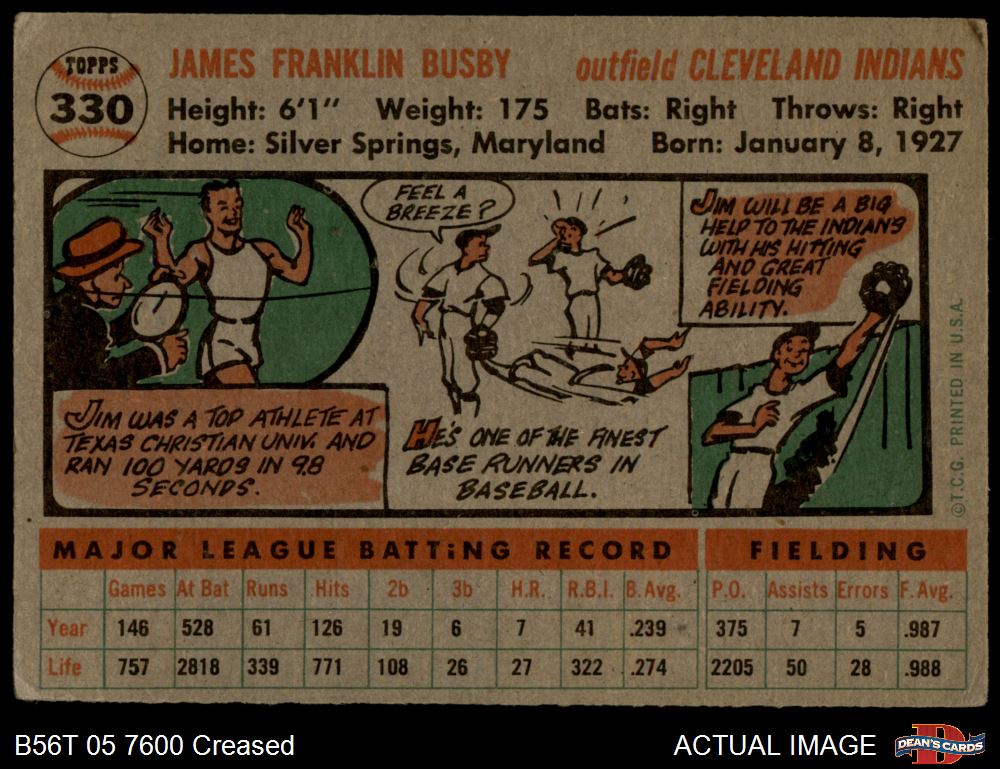 TOPPS
330
JAMES FRANKLIN BUSBY outfield CLEVELAND INDIANS
Height: 6'1" Weight: 175 Bats: Right Throws: Right
Home: Silver Springs, Maryland Born: January 8, 1927
JIM WAS A TOP ATHLETE AT
TEXAS CHRISTIAN UNIV. AND
RAN 100 YARDS IN 9.8
SECONDS.
FEEL A
BREEZE?
HE'S ONE OF THE FINEST
BASE RUNNERS IN
BASEBALL.
JIM WILL BE A BIG
HELP TO THE INDIANS
WITH HIS HITTING
AND GREAT
FIELDING
ABILITY.
©T.C.G. PRINTED IN U.S.A.
MAJOR LEAGUE BATTiNG RECORD FIELDING
Games At Bat Runs Hits 2b 3b H.R. R.B.I. B. Avg. P.O. Assists Errors F. Avg.
Year 146 528 61 126 19 6 7 41 .239 375 7 5 .987
Life 757 2818 339 771 108 26 27 322 .274 2205 50 28 .988
B56T 05 7600 Creased ACTUAL IMAGE
D
DEAN'S CARDS